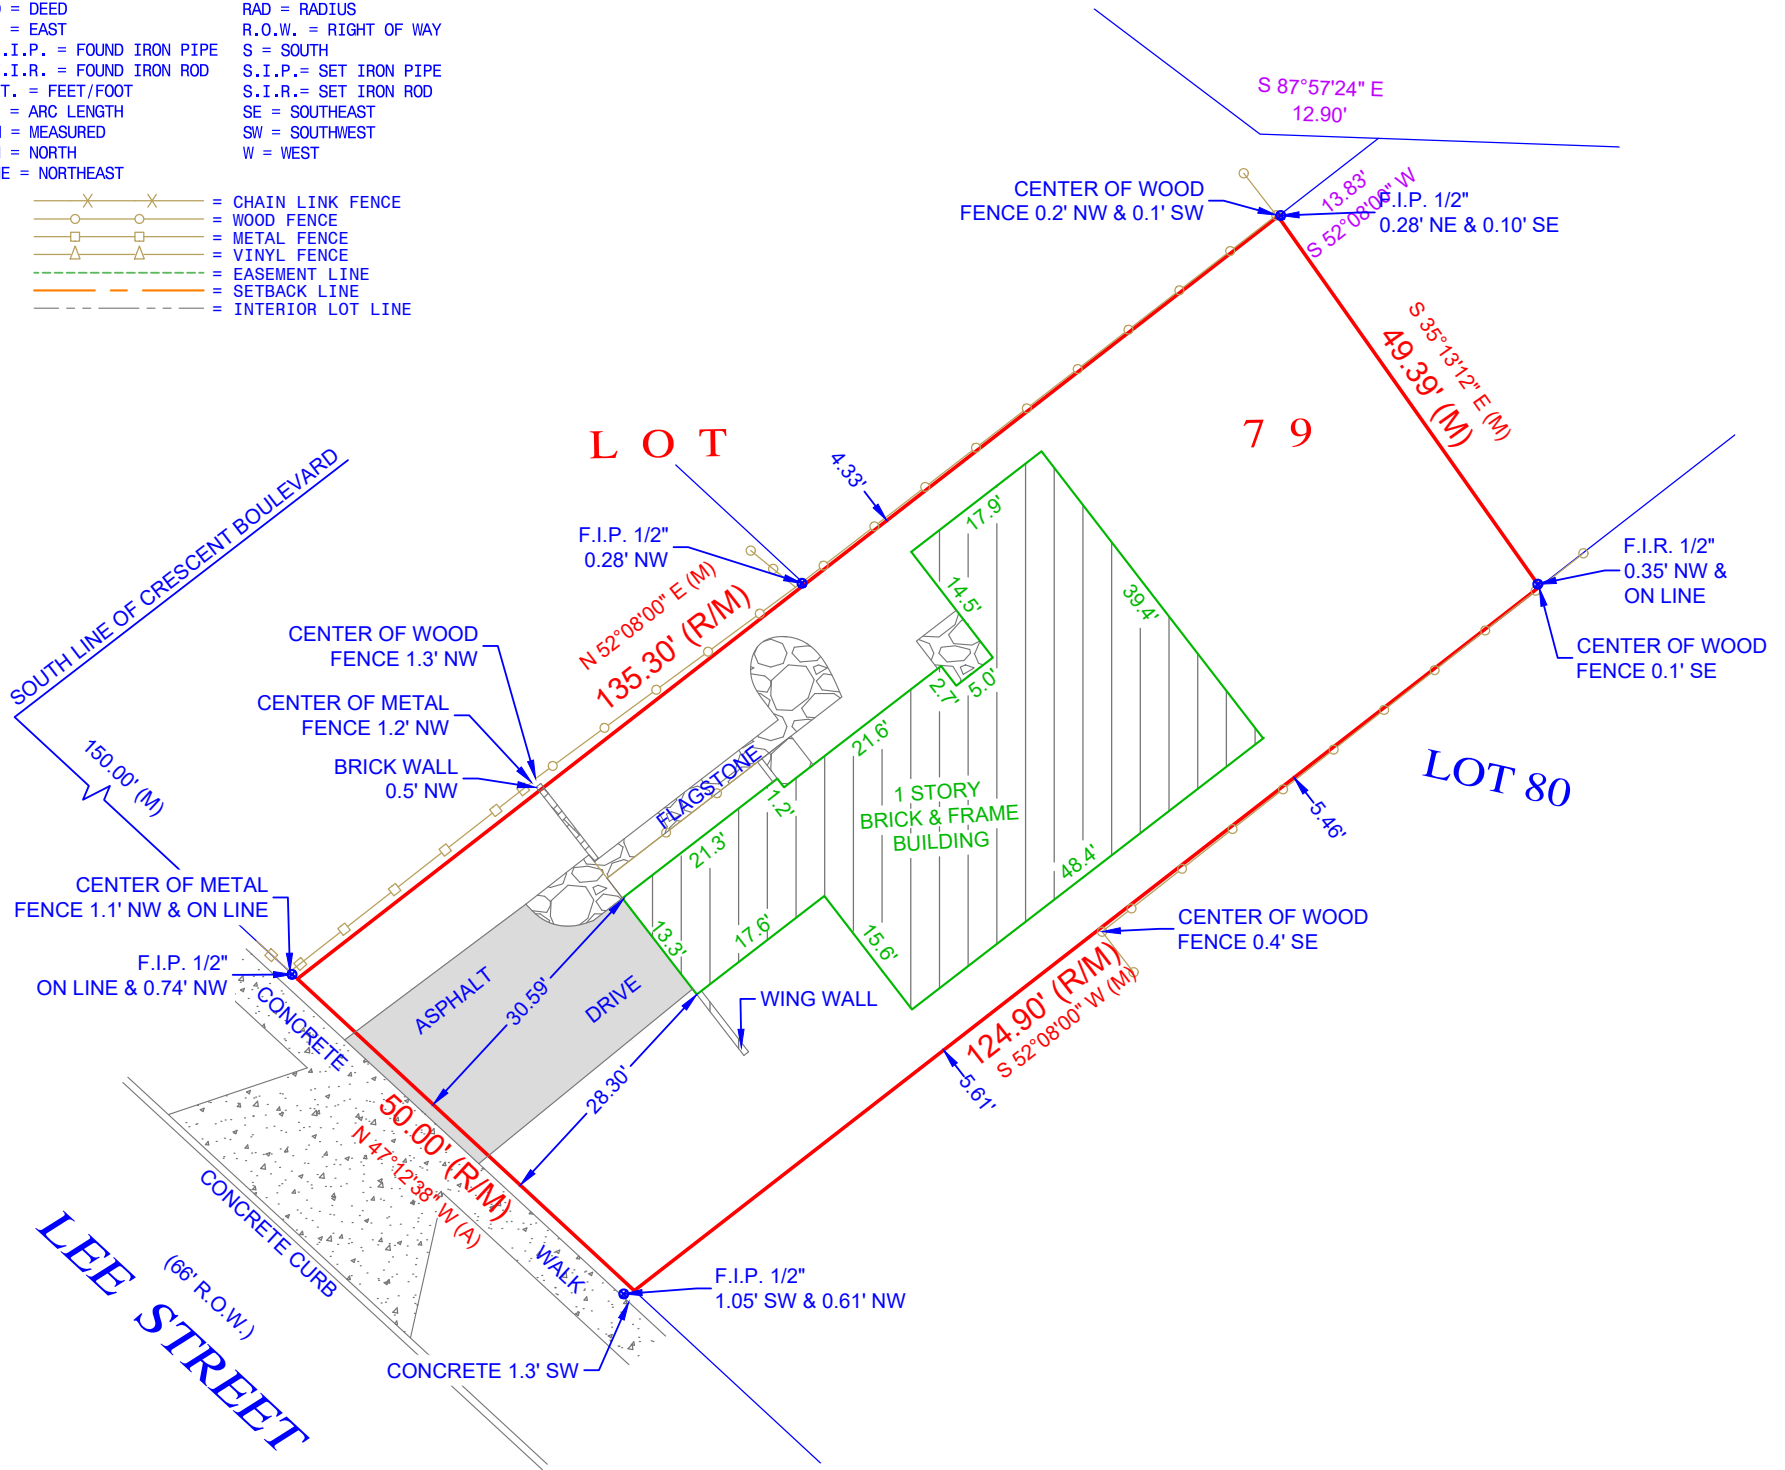 = DEED
= EAST
.I.P. = FOUND IRON PIPE
.I.R. = FOUND IRON ROD
T. = FEET/FOOT
= ARC LENGTH
= MEASURED
= NORTH
E = NORTHEAST
RAD = RADIUS
R.O.W. = RIGHT OF WAY
S = SOUTH
S.I.P.= SET IRON PIPE
S.I.R.= SET IRON ROD
SE = SOUTHEAST
SW = SOUTHWEST
W = WEST
= CHAIN LINK FENCE
= WOOD FENCE
= METAL FENCE
= VINYL FENCE
= EASEMENT LINE
= SETBACK LINE
= INTERIOR LOT LINE
S 87°57'24" E
12.90'
13.83'
S 52°08'00" W
CENTER OF WOOD
FENCE 0.2' NW & 0.1' SW
F.I.P. 1/2"
0.28' NE & 0.10' SE
S 35°13'12" E (M)
49.39' (M)
LOT
79
4.33'
F.I.P. 1/2"
0.28' NW
N 52°08'00" E (M)
135.30' (R/M)
SOUTH LINE OF CRESCENT BOULEVARD
150.00' (M)
CENTER OF WOOD
FENCE 1.3' NW
CENTER OF METAL
FENCE 1.2' NW
BRICK WALL
0.5' NW
CENTER OF METAL
FENCE 1.1' NW & ON LINE
F.I.P. 1/2"
ON LINE & 0.74' NW
17.9'
14.5'
39.4'
2.7'
5.0'
21.6'
1.2'
21.3'
13.3'
17.6'
15.6'
48.4'
1 STORY
BRICK & FRAME
BUILDING
FLAGSTONE
F.I.R. 1/2"
0.35' NW &
ON LINE
CENTER OF WOOD
FENCE 0.1' SE
LOT 80
5.46'
CENTER OF WOOD
FENCE 0.4' SE
124.90' (R/M)
S 52°08'00" W (M)
5.61'
WING WALL
ASPHALT
DRIVE
30.59'
28.30'
CONCRETE
WALK
50.00' (R/M)
N 47°12'38" W (A)
CONCRETE CURB
F.I.P. 1/2"
1.05' SW & 0.61' NW
CONCRETE 1.3' SW
(66' R.O.W.)
LEE STREET